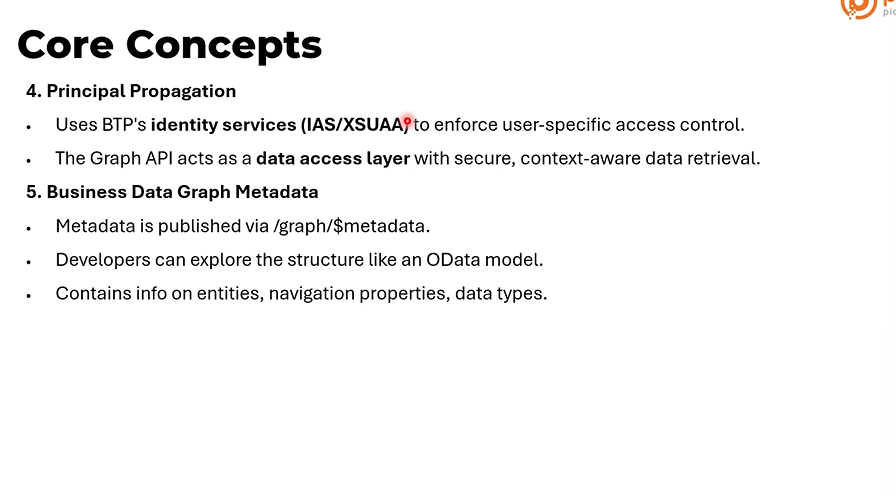 Core Concepts
4. Principal Propagation
• Uses BTP's identity services (IAS/XSUAA) to enforce user-specific access control.
• The Graph API acts as a data access layer with secure, context-aware data retrieval.
5. Business Data Graph Metadata
• Metadata is published via /graph/$metadata.
• Developers can explore the structure like an OData model.
• Contains info on entities, navigation properties, data types.